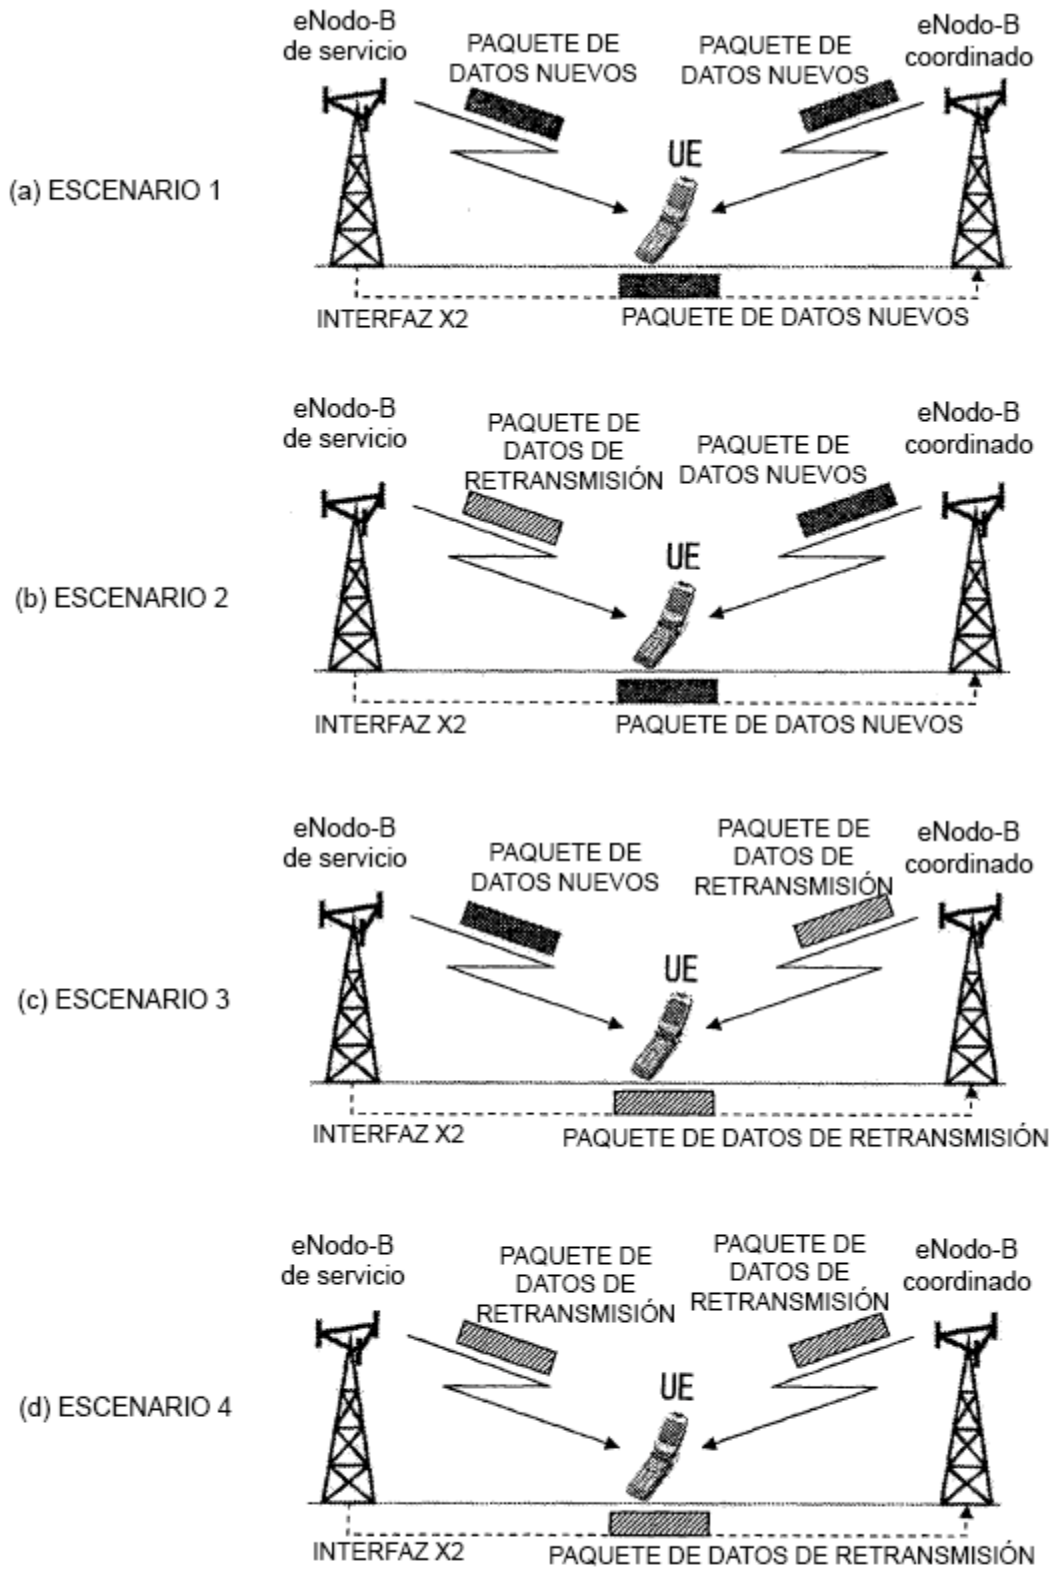 eNodo-B
de servicio
PAQUETE DE
DATOS NUEVOS
PAQUETE DE
DATOS NUEVOS
eNodo-B
coordinado
UE
(a) ESCENARIO 1
INTERFAZ X2
PAQUETE DE DATOS NUEVOS
eNodo-B
de servicio
PAQUETE DE
DATOS DE
RETRANSMISIÓN
PAQUETE DE
DATOS NUEVOS
eNodo-B
coordinado
UE
(b) ESCENARIO 2
INTERFAZ X2
PAQUETE DE DATOS NUEVOS
eNodo-B
de servicio
PAQUETE DE
DATOS NUEVOS
PAQUETE DE
DATOS DE
RETRANSMISIÓN
eNodo-B
coordinado
UE
(c) ESCENARIO 3
INTERFAZ X2
PAQUETE DE DATOS DE RETRANSMISIÓN
eNodo-B
de servicio
PAQUETE DE
DATOS DE
RETRANSMISIÓN
PAQUETE DE
DATOS DE
RETRANSMISIÓN
eNodo-B
coordinado
UE
(d) ESCENARIO 4
INTERFAZ X2
PAQUETE DE DATOS DE RETRANSMISIÓN